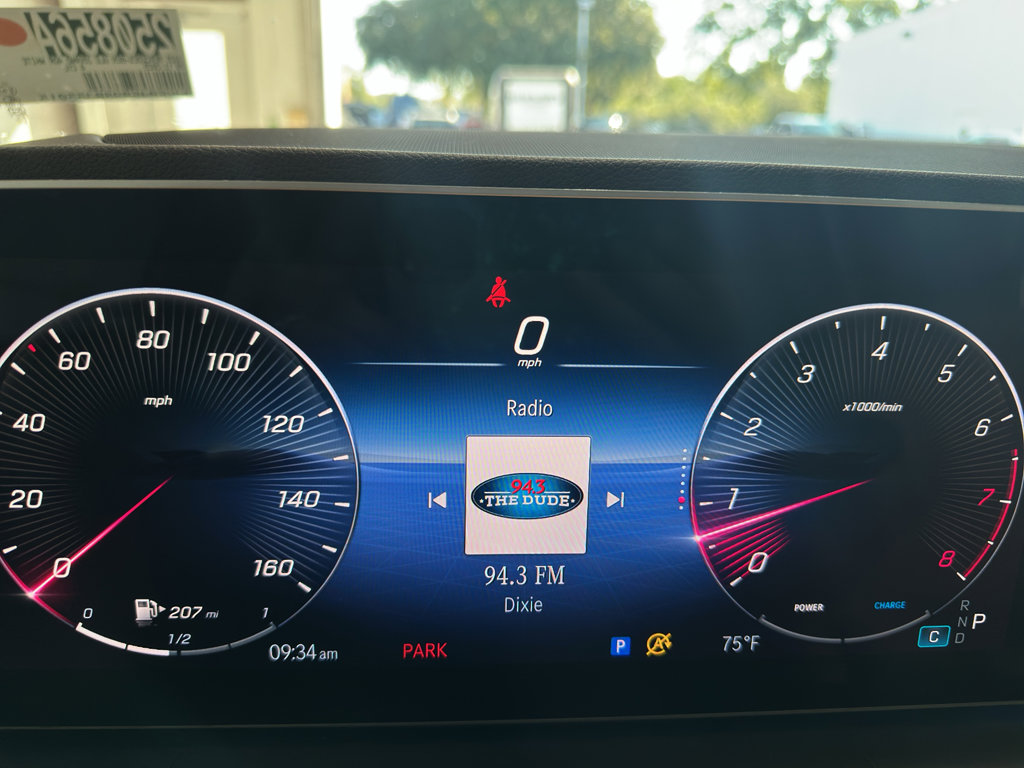 250856A
0
mph
20
40
60
80
100
120
140
160
0
mph
Radio
94.3
THE DUDE
94.3 FM
Dixie
0
1
2
3
4
5
6
7
8
x1000/min
POWER
CHARGE
0
1/2
1
207 mi
09:34 am
PARK
P
A
75°F
C
R
N
D
P